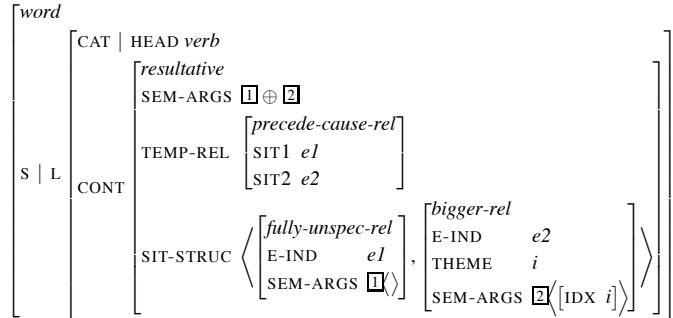 word
CAT | HEAD verb
resultative
SEM-ARGS 1 ⊕ 2
precede-cause-rel
TEMP-REL SIT1 e1
SIT2 e2
S | L CONT
fully-unspec-rel
E-IND e1
SEM-ARGS 1⟨⟩
bigger-rel
E-IND e2
THEME i
SEM-ARGS 2⟨[IDX i]⟩
SIT-STRUC ⟨ , ⟩